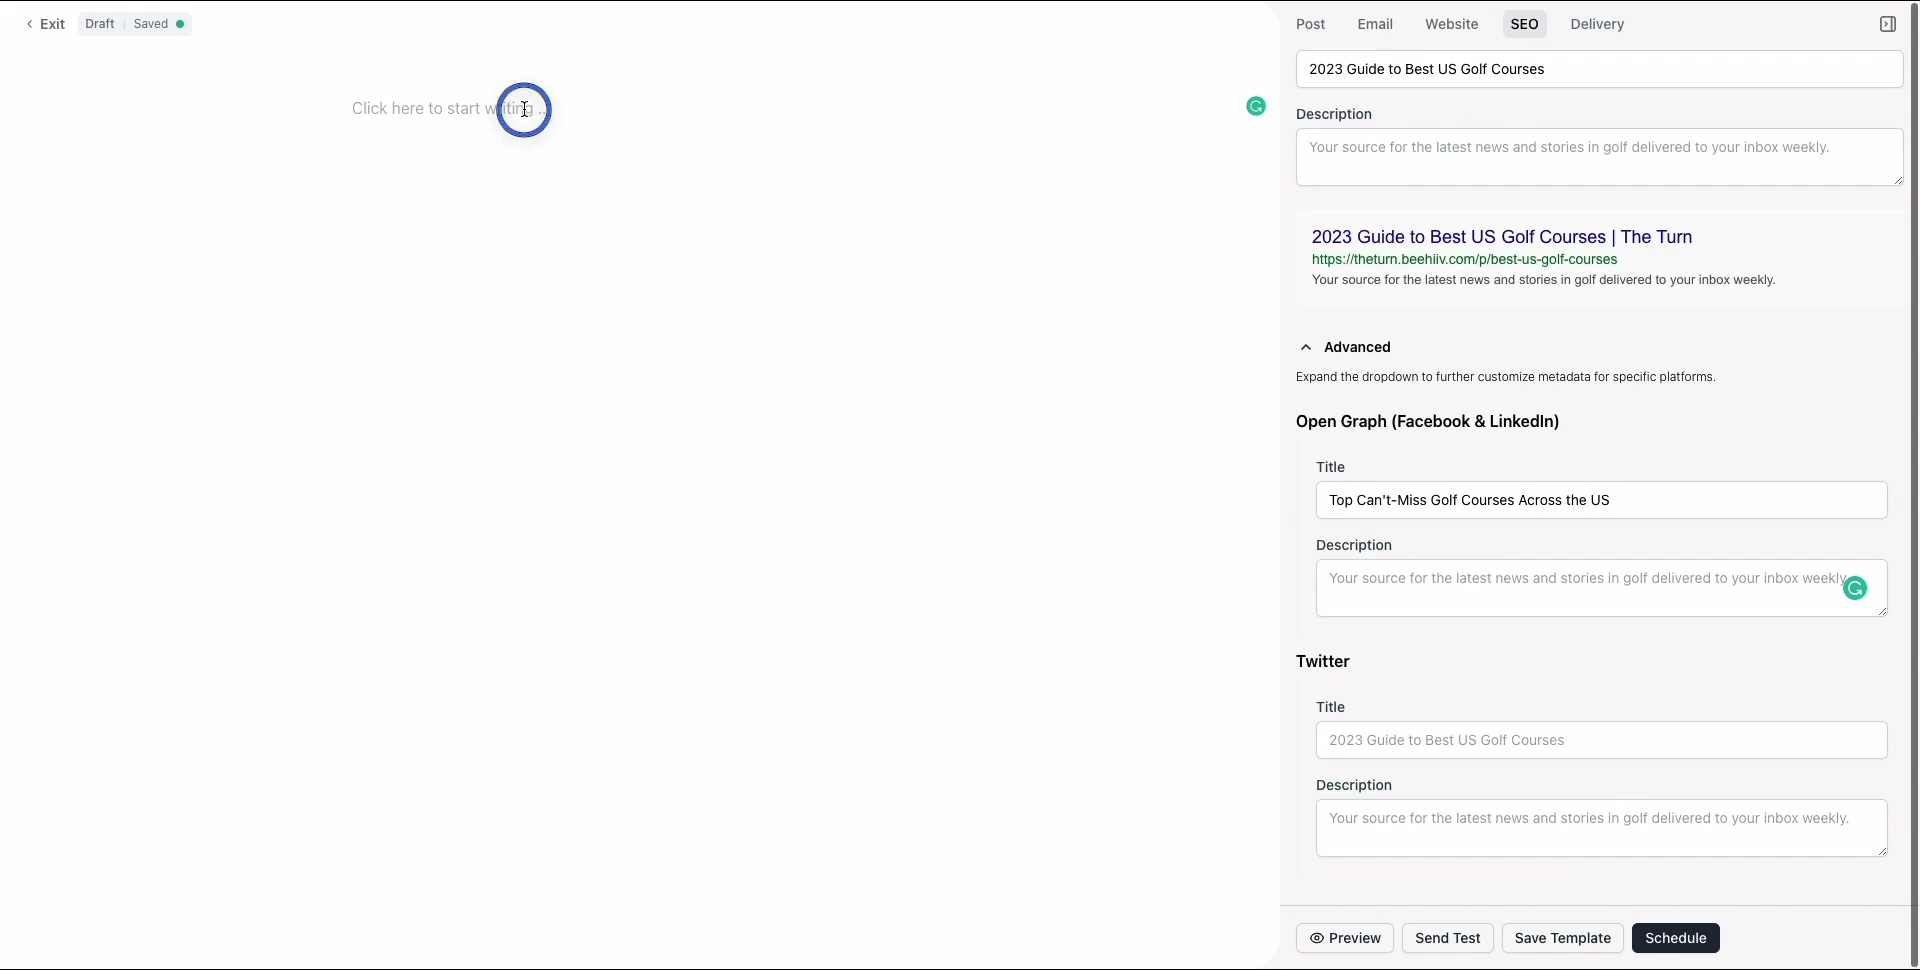 Exit Draft Saved
Click here to start writing ...
Post Email Website SEO Delivery
2023 Guide to Best US Golf Courses
Description
Your source for the latest news and stories in golf delivered to your inbox weekly.
2023 Guide to Best US Golf Courses | The Turn
https://theturn.beehiiv.com/p/best-us-golf-courses
Your source for the latest news and stories in golf delivered to your inbox weekly.
Advanced
Expand the dropdown to further customize metadata for specific platforms.
Open Graph (Facebook & LinkedIn)
Title
Top Can't-Miss Golf Courses Across the US
Description
Your source for the latest news and stories in golf delivered to your inbox weekly.
Twitter
Title
2023 Guide to Best US Golf Courses
Description
Your source for the latest news and stories in golf delivered to your inbox weekly.
Preview Send Test Save Template Schedule